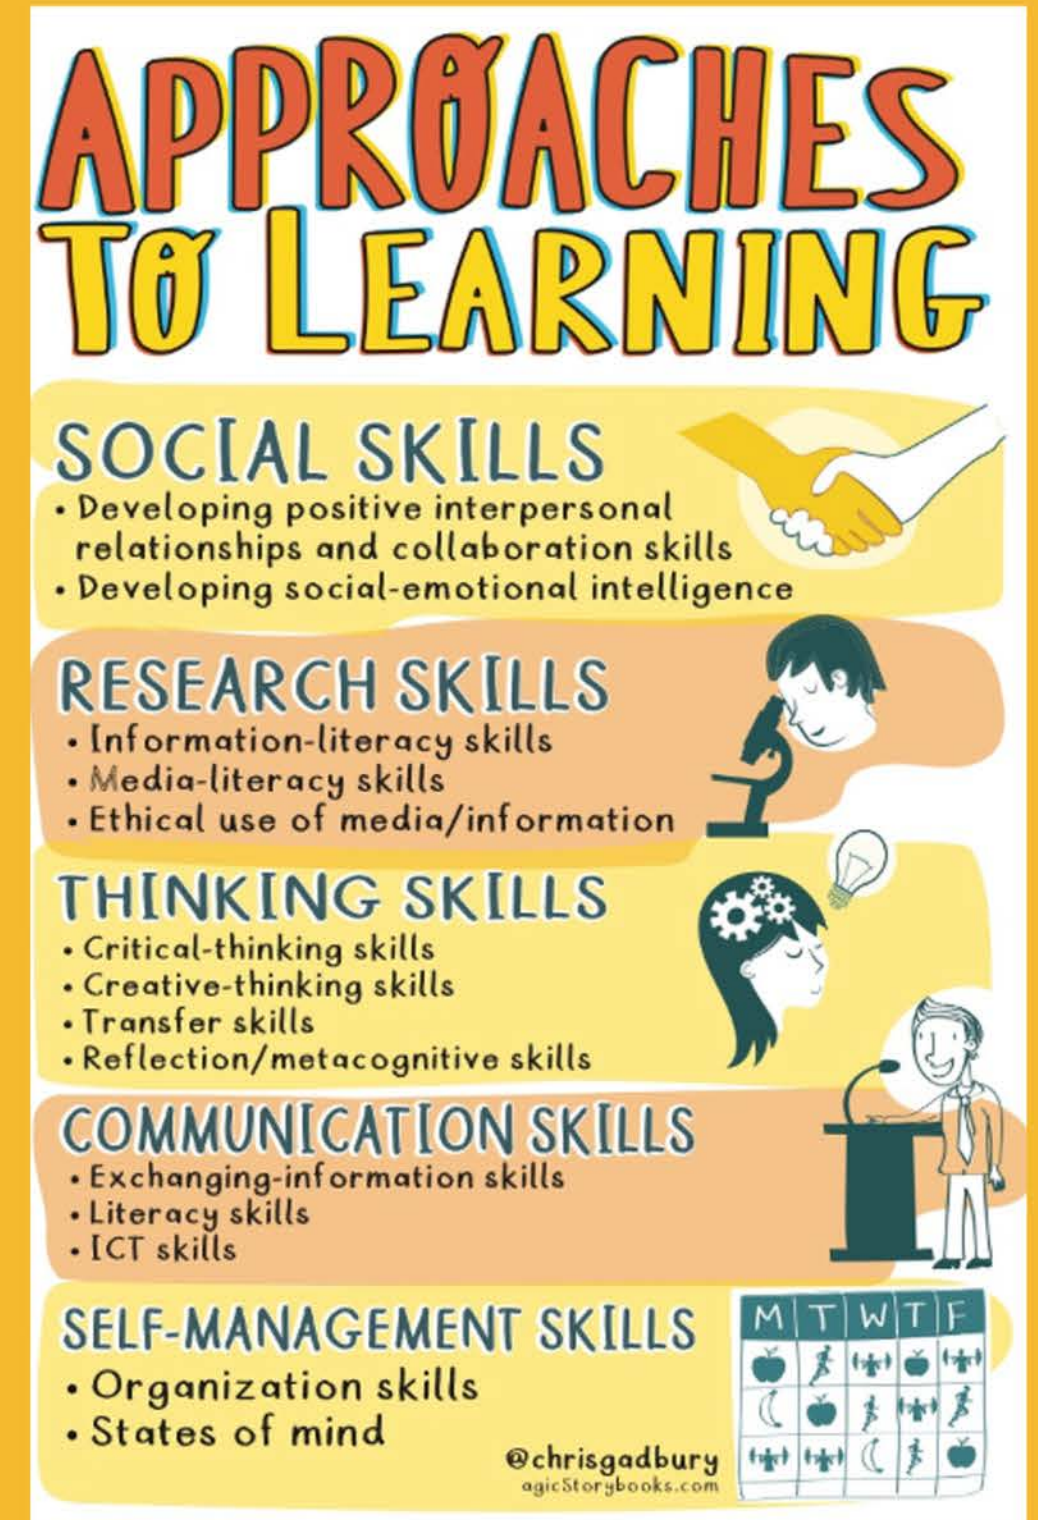 APPROACHES
TO LEARNING
SOCIAL SKILLS
• Developing positive interpersonal
relationships and collaboration skills
• Developing social-emotional intelligence
RESEARCH SKILLS
• Information-literacy skills
• Media-literacy skills
• Ethical use of media/information
THINKING SKILLS
• Critical-thinking skills
• Creative-thinking skills
• Transfer skills
• Reflection/metacognitive skills
COMMUNICATION SKILLS
• Exchanging-information skills
• Literacy skills
• ICT skills
SELF-MANAGEMENT SKILLS
• Organization skills
• States of mind
M T W T F
@chrisgadbury
agicStorybooks.com